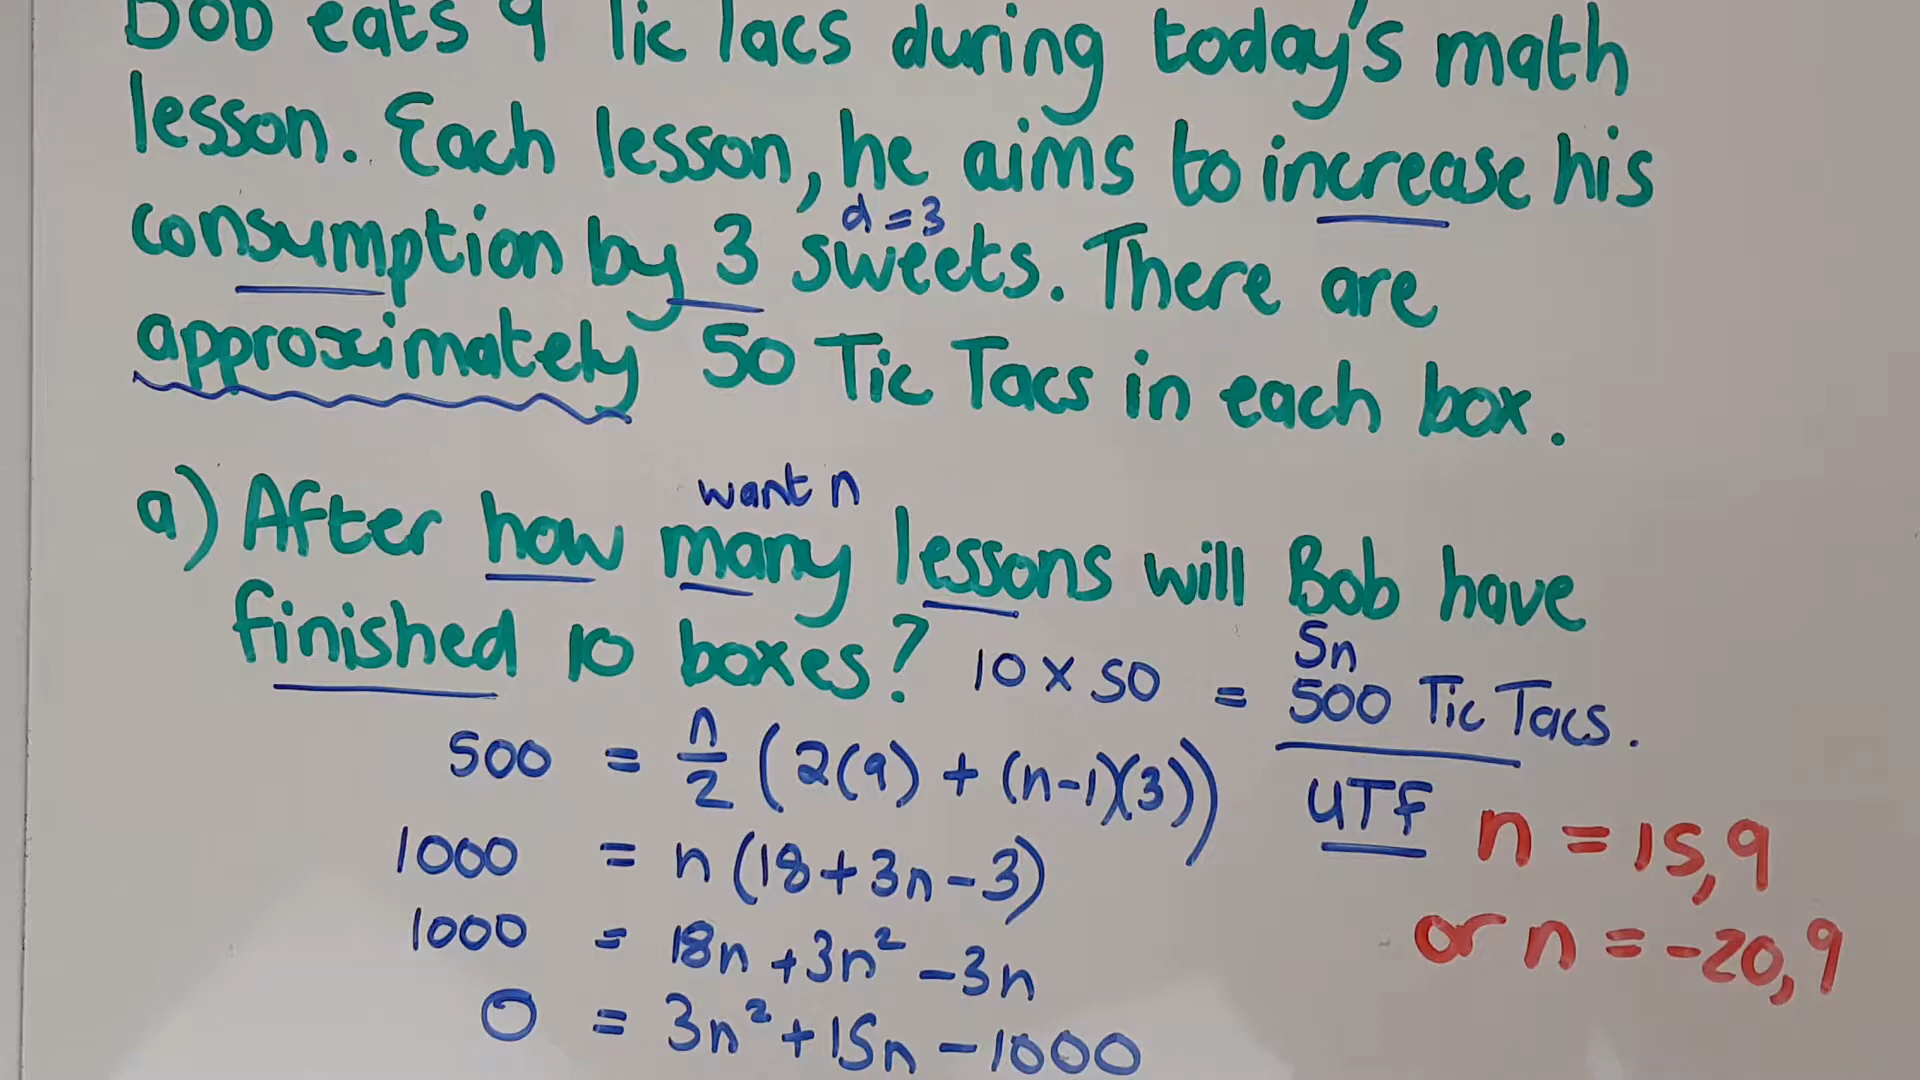 Bob eats 9 Tic Tacs during today's math
lesson. Each lesson, he aims to increase his
d = 3
consumption by 3 sweets. There are
approximately 50 Tic Tacs in each box.
want n
a) After how many lessons will Bob have
finished 10 boxes? 10 × 50 = 500 Tic Tacs.
Sn
500 = n/2 (2(9) + (n-1)(3))
UTF
n = 15,9
1000 = n(18 + 3n - 3)
or n = -20,9
1000 = 18n + 3n² - 3n
0 = 3n² + 15n - 1000